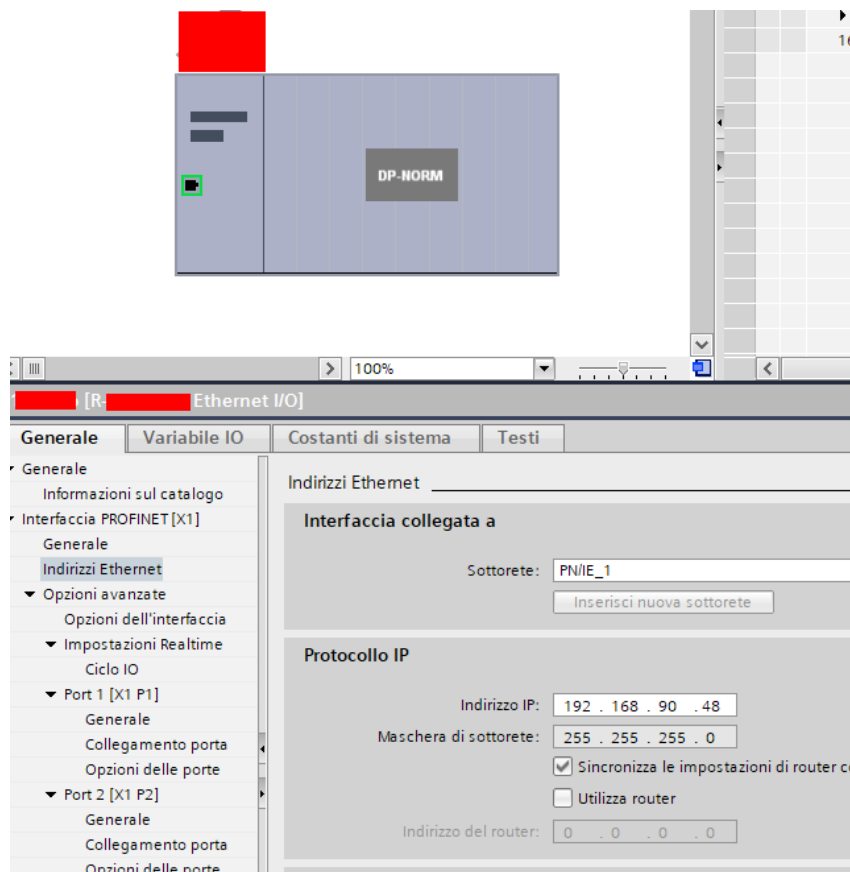 16
DP-NORM
100%
[R- Ethernet I/O]
Generale Variabile IO Costanti di sistema Testi
Generale
Informazioni sul catalogo
Interfaccia PROFINET [X1]
Generale
Indirizzi Ethernet
Opzioni avanzate
Opzioni dell'interfaccia
Impostazioni Realtime
Ciclo IO
Port 1 [X1 P1]
Generale
Collegamento porta
Opzioni delle porte
Port 2 [X1 P2]
Generale
Collegamento porta
Opzioni delle porte
Indirizzi Ethernet
Interfaccia collegata a
Sottorete: PN/IE_1
Inserisci nuova sottorete
Protocollo IP
Indirizzo IP: 192 . 168 . 90 . 48
Maschera di sottorete: 255 . 255 . 255 . 0
Sincronizza le impostazioni di router
Utilizza router
Indirizzo del router: 0 . 0 . 0 . 0